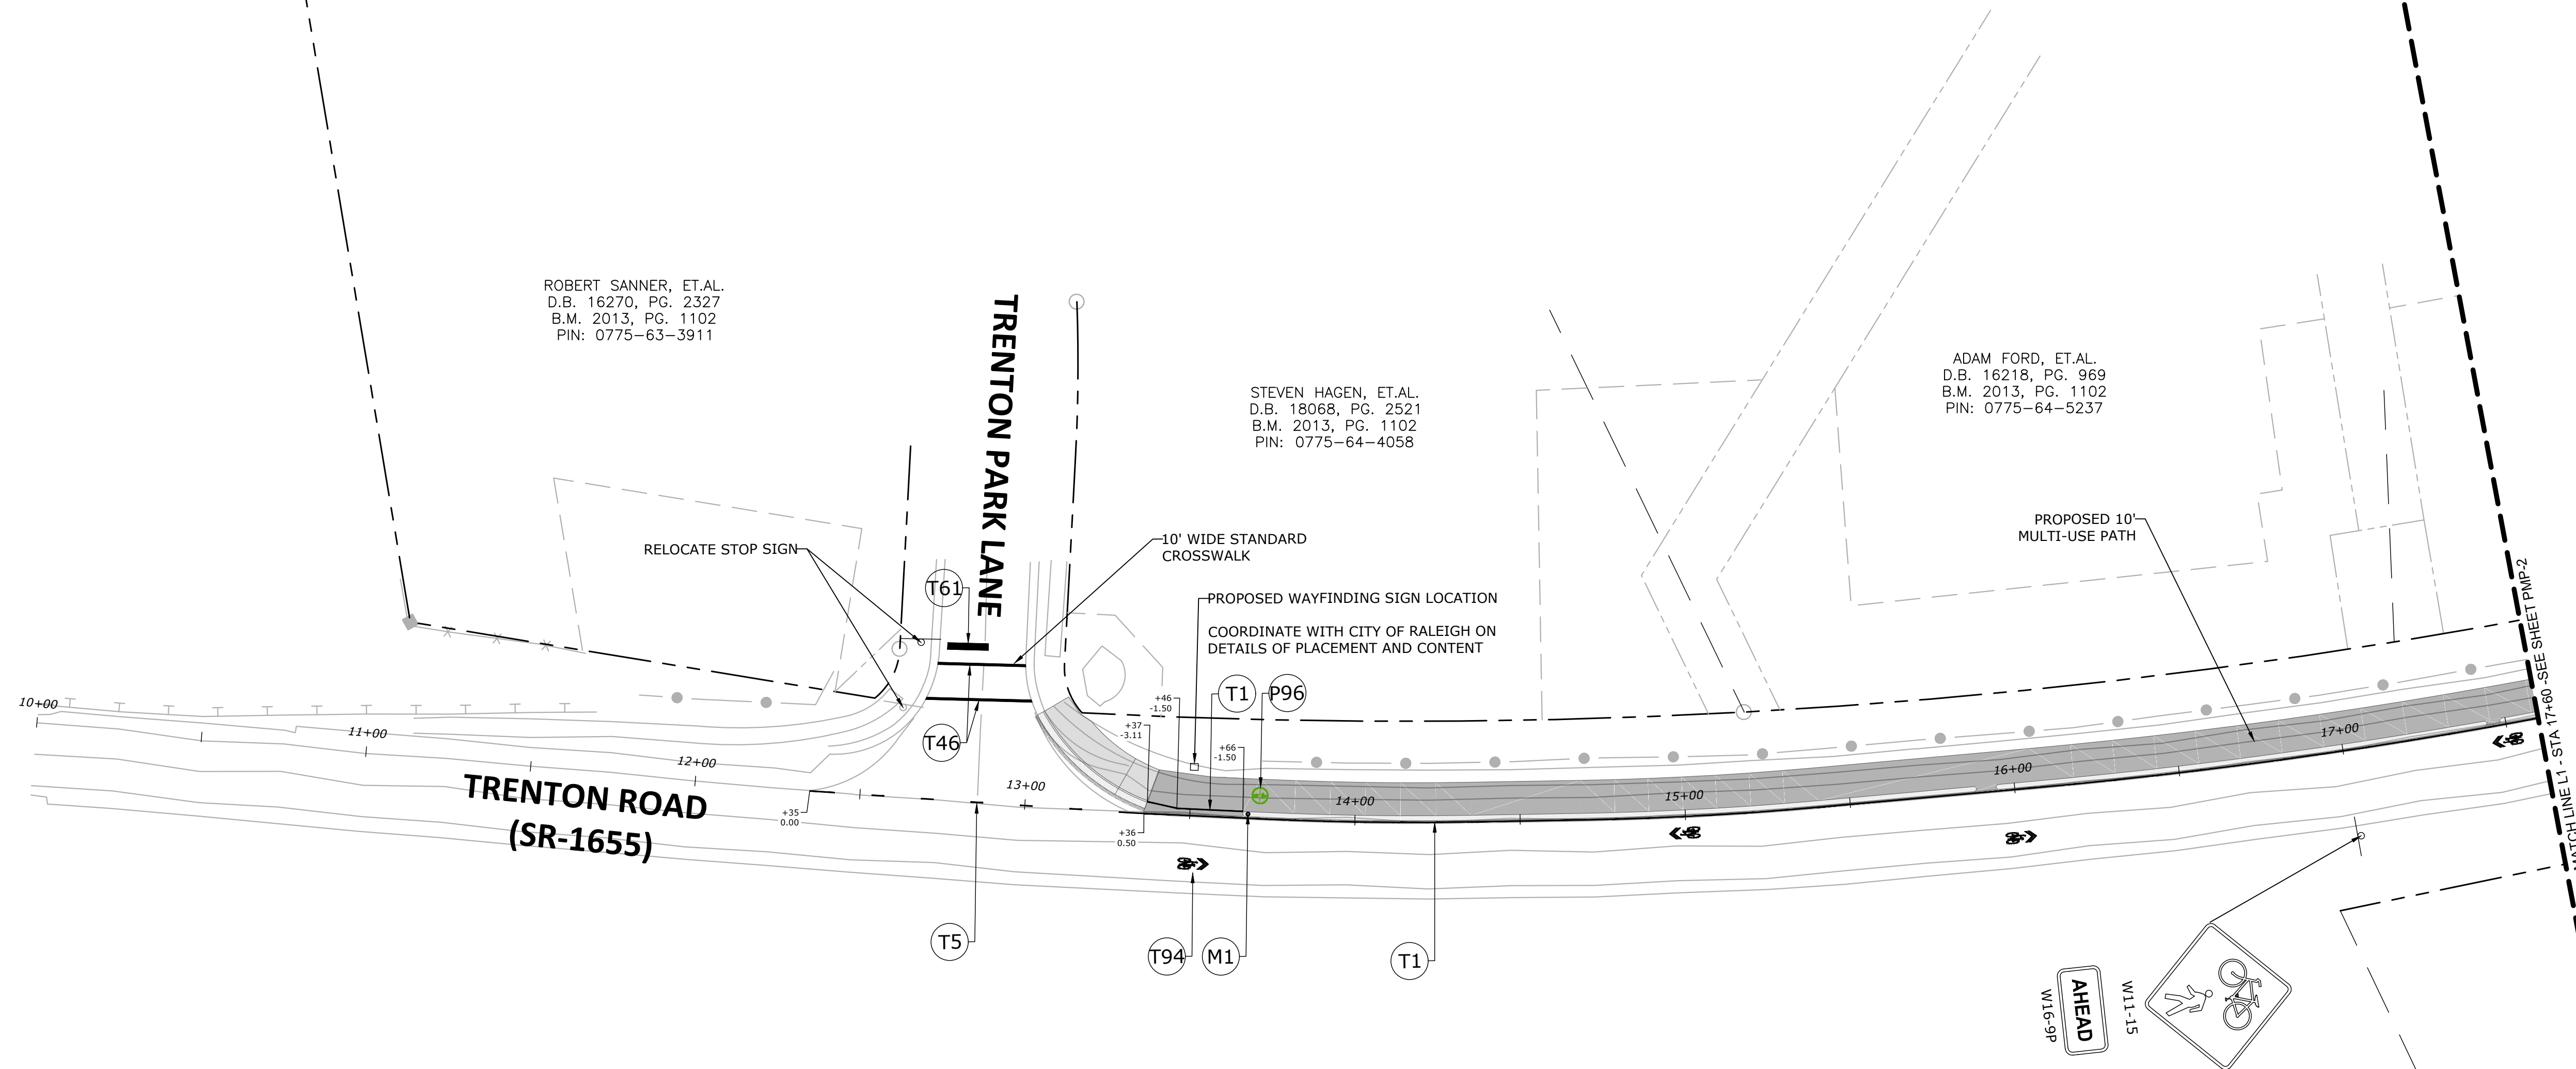 ROBERT SANNER, ET.AL.
D.B. 16270, PG. 2327
B.M. 2013, PG. 1102
PIN: 0775-63-3911
TRENTON PARK LANE
STEVEN HAGEN, ET.AL.
D.B. 18068, PG. 2521
B.M. 2013, PG. 1102
PIN: 0775-64-4058
ADAM FORD, ET.AL.
D.B. 16218, PG. 969
B.M. 2013, PG. 1102
PIN: 0775-64-5237
RELOCATE STOP SIGN
T61
10' WIDE STANDARD
CROSSWALK
PROPOSED WAYFINDING SIGN LOCATION
COORDINATE WITH CITY OF RALEIGH ON
DETAILS OF PLACEMENT AND CONTENT
PROPOSED 10'
MULTI-USE PATH
MATCH LINE L1 - STA 17+60 -SEE SHEET PMP-2
T46
+46
-1.50
T1
P96
+37
-3.11
+66
-1.50
10+00
11+00
12+00
13+00
14+00
15+00
16+00
17+00
TRENTON ROAD
(SR-1655)
+35
0.00
+36
0.50
T5
T94
M1
T1
W16-9P
AHEAD
W11-15